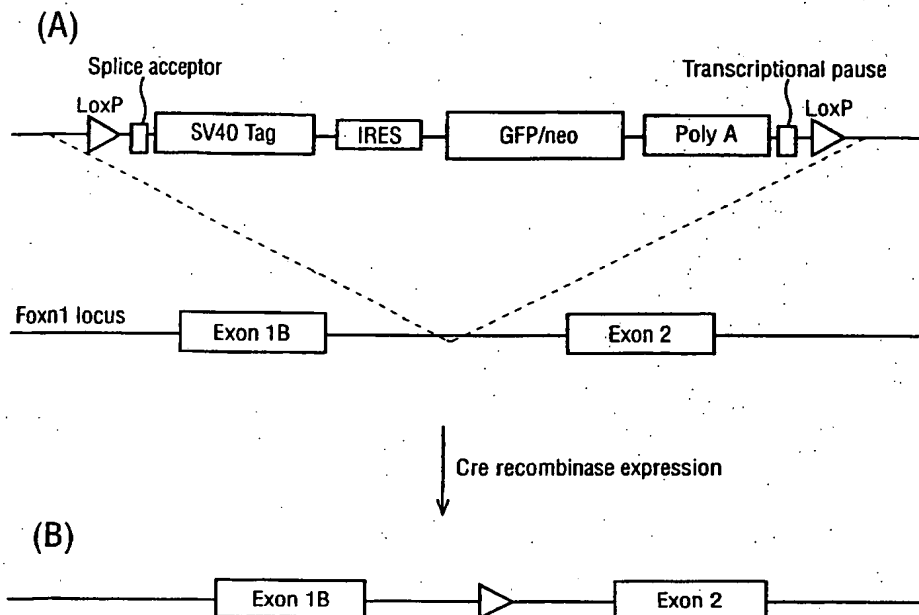 (A)
Splice acceptor
Transcriptional pause
LoxP
LoxP
SV40 Tag
IRES
GFP/neo
Poly A
Foxn1 locus
Exon 1B
Exon 2
Cre recombinase expression
(B)
Exon 1B
Exon 2